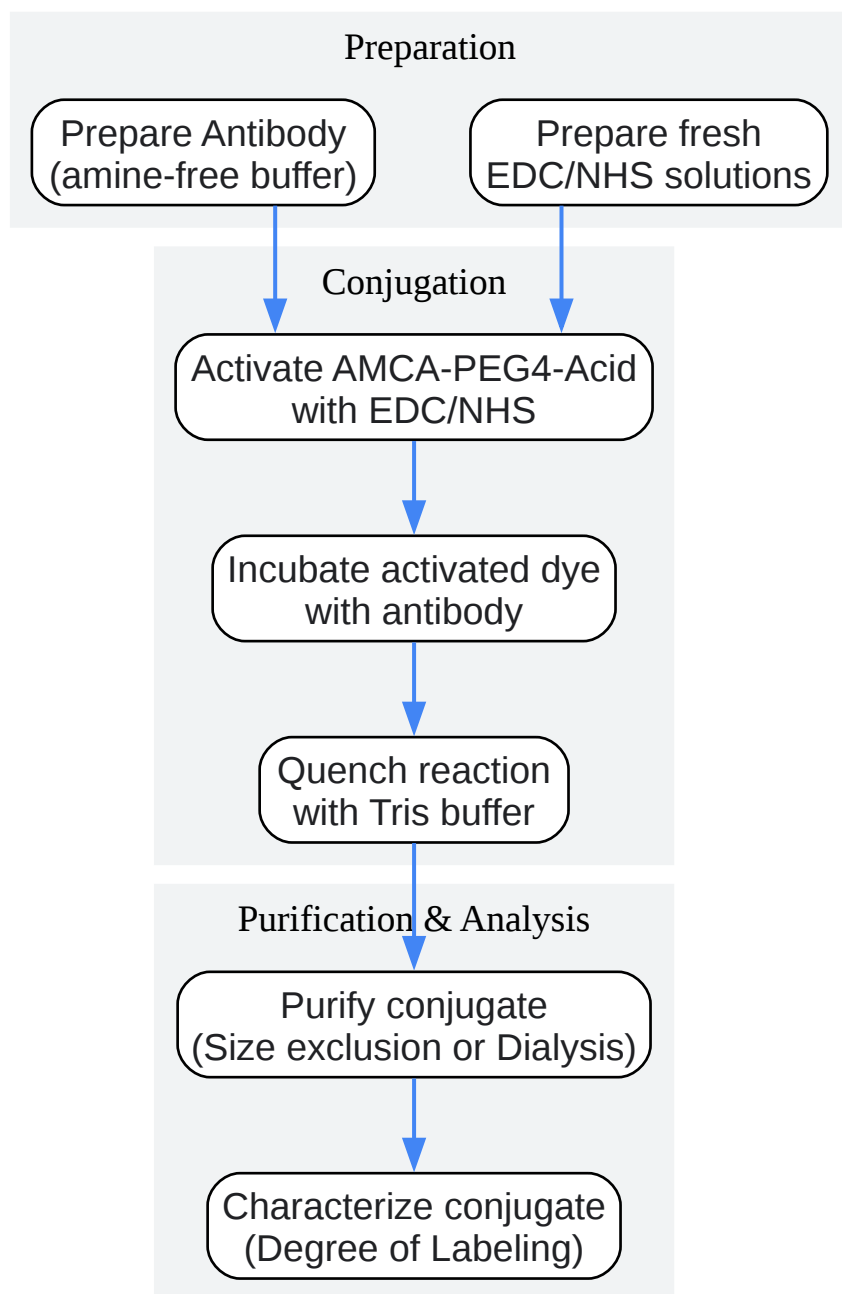 Preparation
Prepare Antibody
(amine-free buffer)
Prepare fresh
EDC/NHS solutions
Conjugation
Activate AMCA-PEG4-Acid
with EDC/NHS
Incubate activated dye
with antibody
Quench reaction
with Tris buffer
Purification & Analysis
Purify conjugate
(Size exclusion or Dialysis)
Characterize conjugate
(Degree of Labeling)